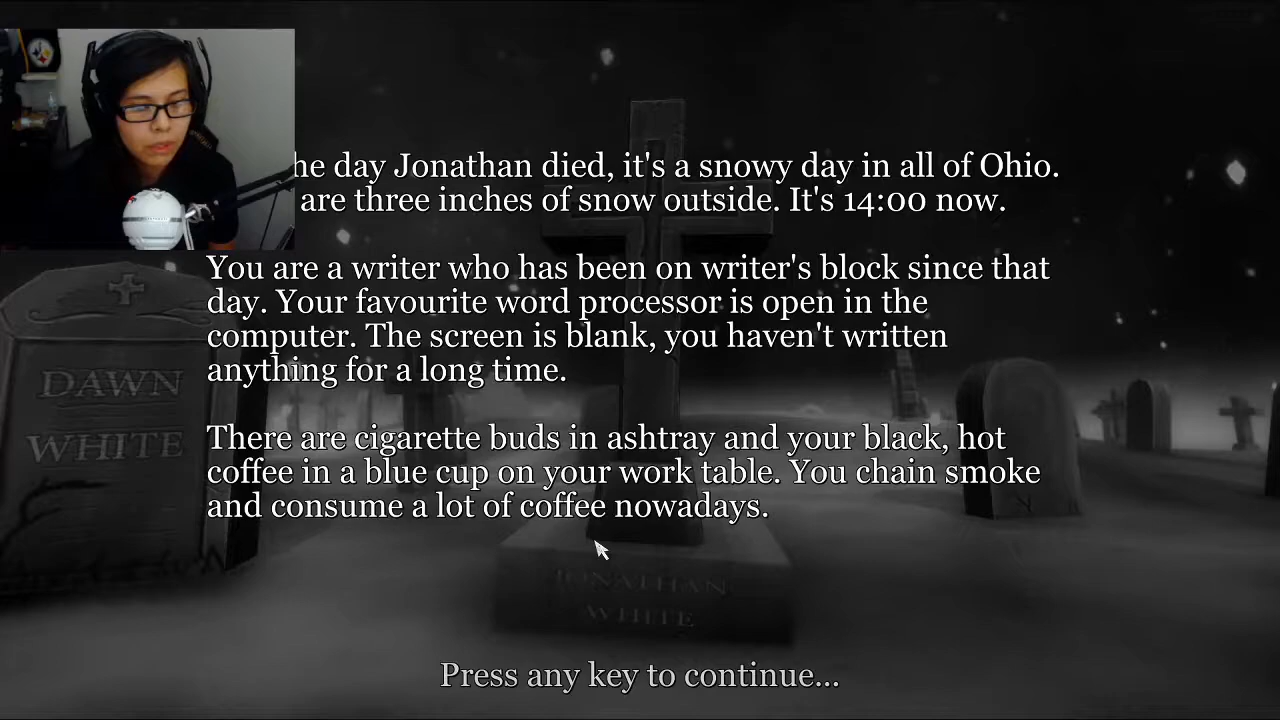 he day Jonathan died, it's a snowy day in all of Ohio.
are three inches of snow outside. It's 14:00 now.
You are a writer who has been on writer's block since that
day. Your favourite word processor is open in the
computer. The screen is blank, you haven't written
anything for a long time.
DAWN
WHITE
There are cigarette buds in ashtray and your black, hot
coffee in a blue cup on your work table. You chain smoke
and consume a lot of coffee nowadays.
JONATHAN
WHITE
Press any key to continue...